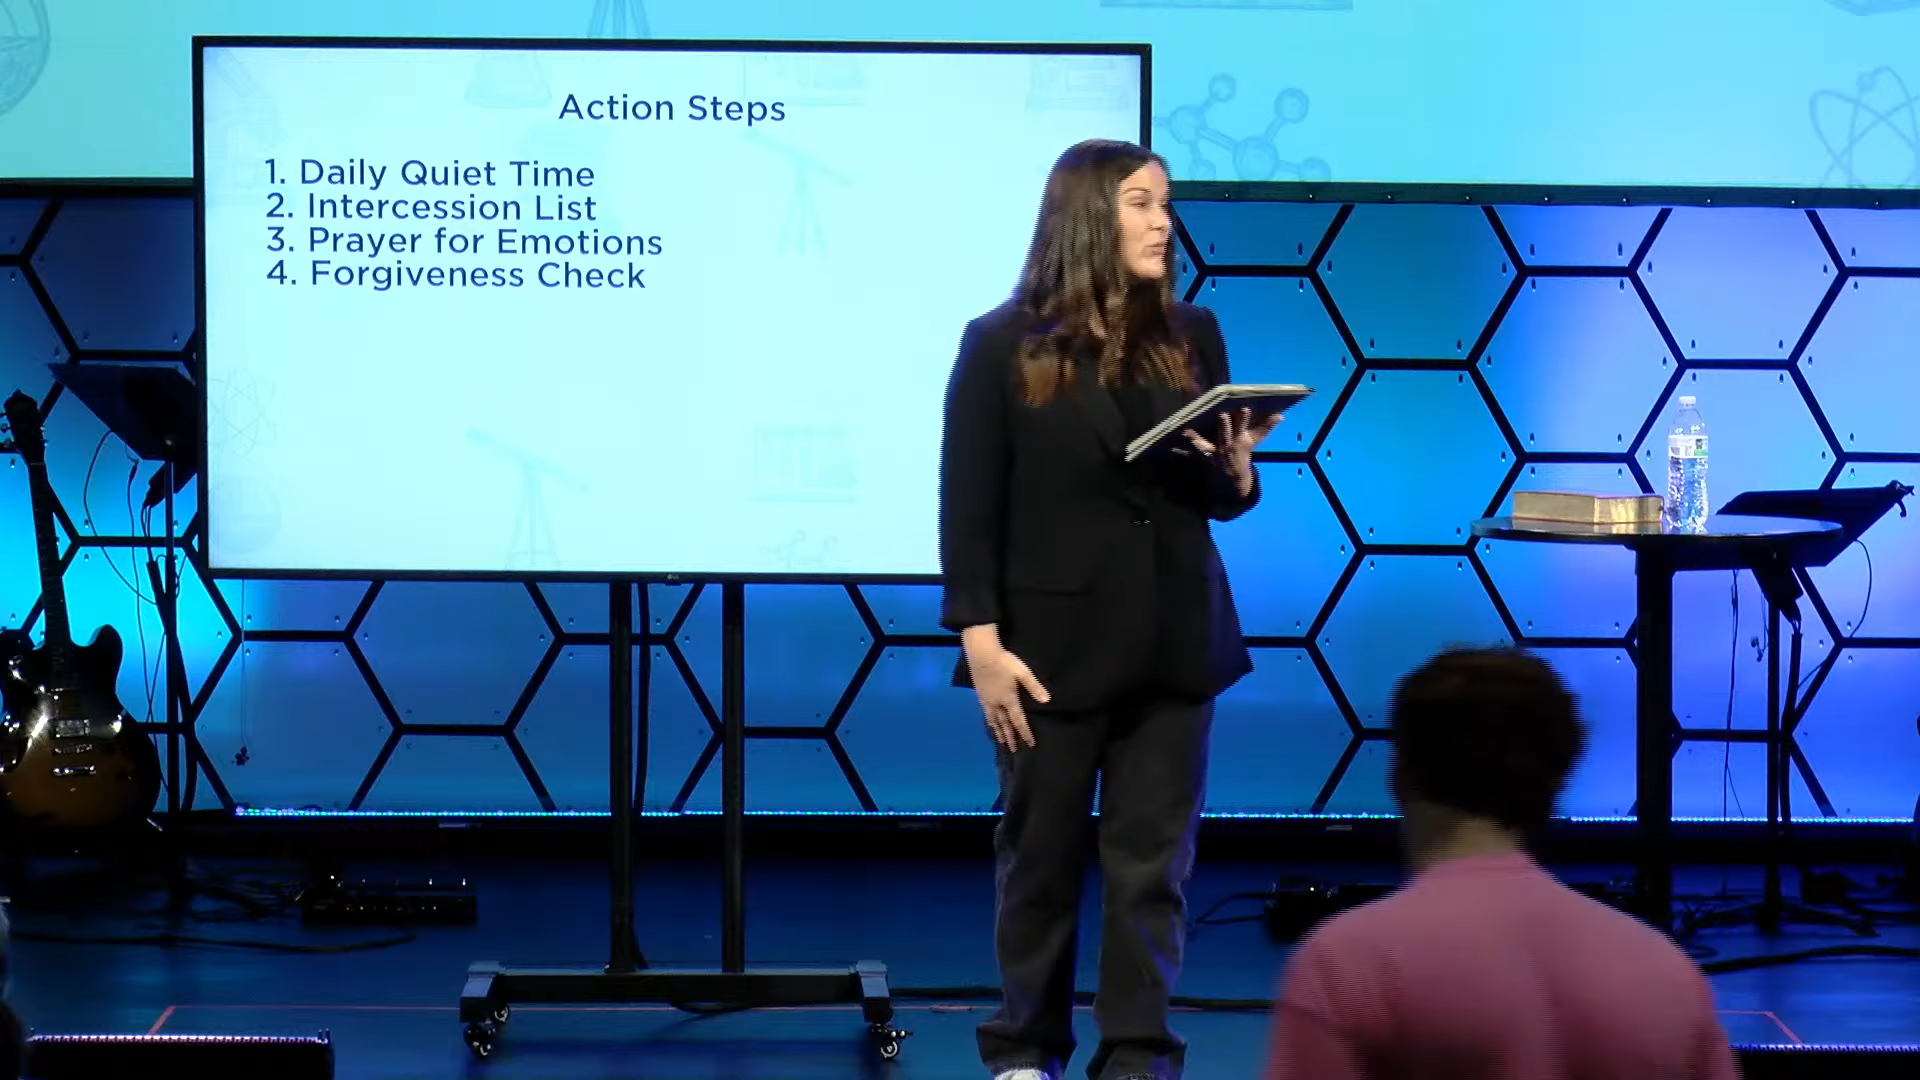 Action Steps
1. Daily Quiet Time
2. Intercession List
3. Prayer for Emotions
4. Forgiveness Check